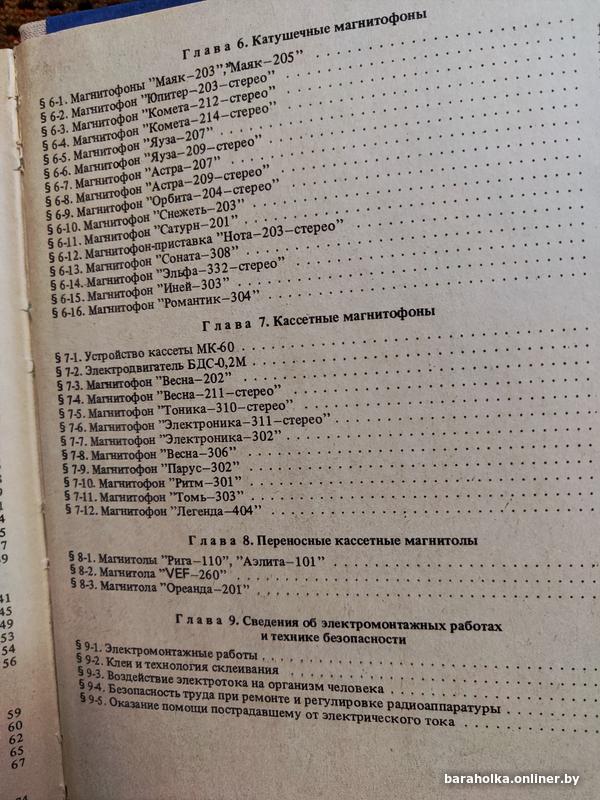 Глава 6. Катушечные магнитофоны
§ 6-1. Магнитофоны "Маяк–203", "Маяк–205"
§ 6-2. Магнитофон "Юпитер–203–стерео"
§ 6-3. Магнитофон "Комета–212–стерео"
§ 6-4. Магнитофон "Комета–214–стерео"
§ 6-5. Магнитофон "Яуза–207"
§ 6-6. Магнитофон "Яуза–209–стерео"
§ 6-7. Магнитофон "Астра–207"
§ 6-8. Магнитофон "Астра–209–стерео"
§ 6-9. Магнитофон "Орбита–204–стерео"
§ 6-10. Магнитофон "Снежеть–203"
§ 6-11. Магнитофон "Сатурн–201"
§ 6-12. Магнитофон-приставка "Нота–203–стерео"
§ 6-13. Магнитофон "Соната–308"
§ 6-14. Магнитофон "Эльфа–332–стерео"
§ 6-15. Магнитофон "Иней–303"
§ 6-16. Магнитофон "Романтик–304"
Глава 7. Кассетные магнитофоны
§ 7-1. Устройство кассеты МК-60
§ 7-2. Электродвигатель БДС-0,2М
§ 7-3. Магнитофон "Весна–202"
§ 7-4. Магнитофон "Весна–211–стерео"
§ 7-5. Магнитофон "Тоника–310–стерео"
§ 7-6. Магнитофон "Электроника–311–стерео"
§ 7-7. Магнитофон "Электроника–302"
§ 7-8. Магнитофон "Весна–306"
§ 7-9. Магнитофон "Парус–302"
§ 7-10. Магнитофон "Ритм–301"
§ 7-11. Магнитофон "Томь–303"
§ 7-12. Магнитофон "Легенда–404"
Глава 8. Переносные кассетные магнитолы
§ 8-1. Магнитолы "Рига–110", "Аэлита–101"
§ 8-2. Магнитола "VEF–260"
§ 8-3. Магнитола "Ореанда–201"
Глава 9. Сведения об электромонтажных работах
и технике безопасности
§ 9-1. Электромонтажные работы
§ 9-2. Клеи и технология склеивания
§ 9-3. Воздействие электротока на организм человека
§ 9-4. Безопасность труда при ремонте и регулировке радиоаппаратуры
§ 9-5. Оказание помощи пострадавшему от электрического тока
41
45
49
53
54
56
59
60
62
65
67
baraholka.onliner.by